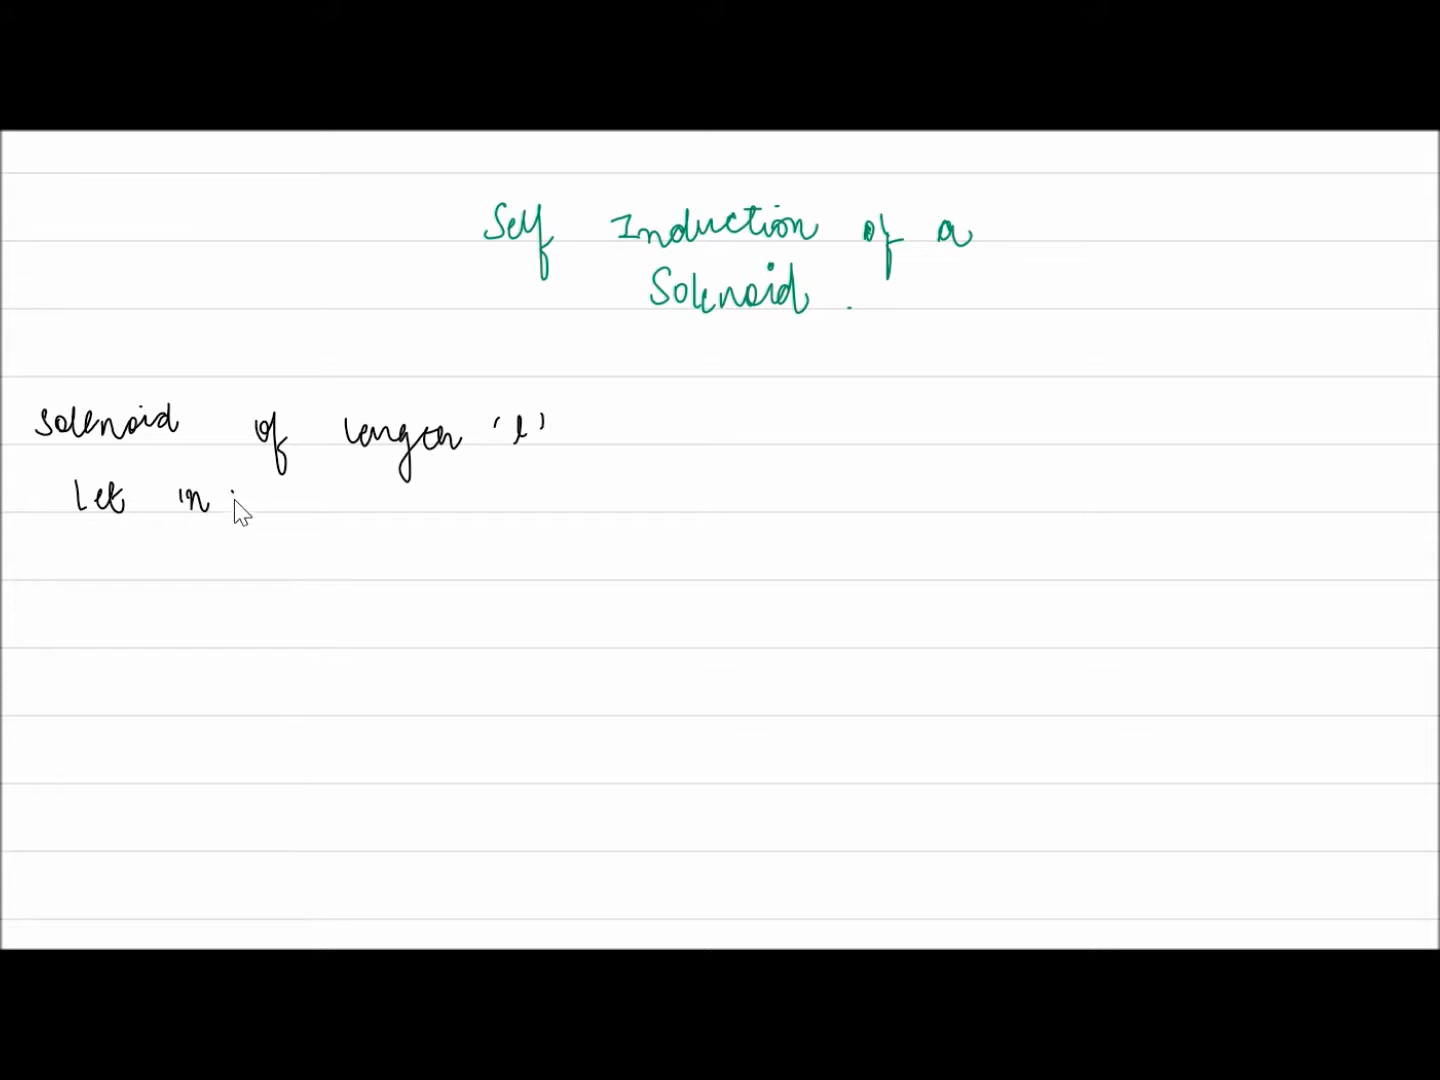 Self Induction of a
Solenoid .
solenoid of length 'l'
Let 'n